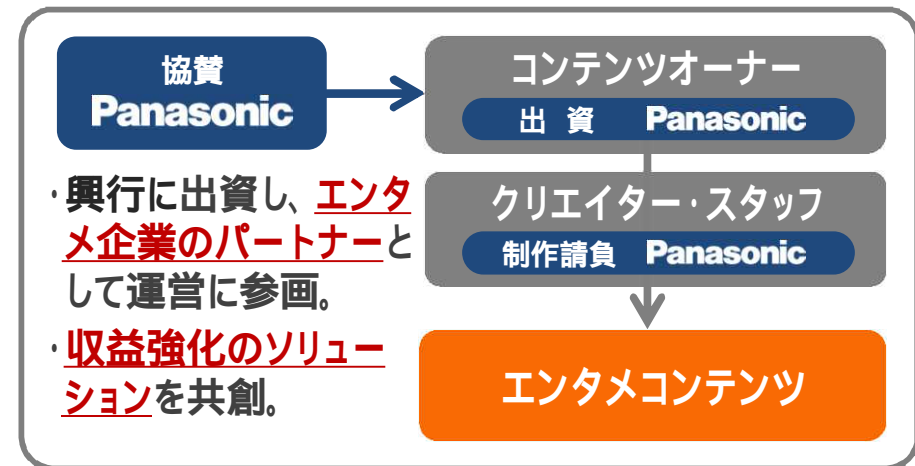 協賛
Panasonic
コンテンツオーナー
出 資 Panasonic
・興行に出資し、エンタ
メ企業のパートナーと
して運営に参画。
・収益強化のソリュー
ションを共創。
クリエイター・スタッフ
制作請負 Panasonic
エンタメコンテンツ